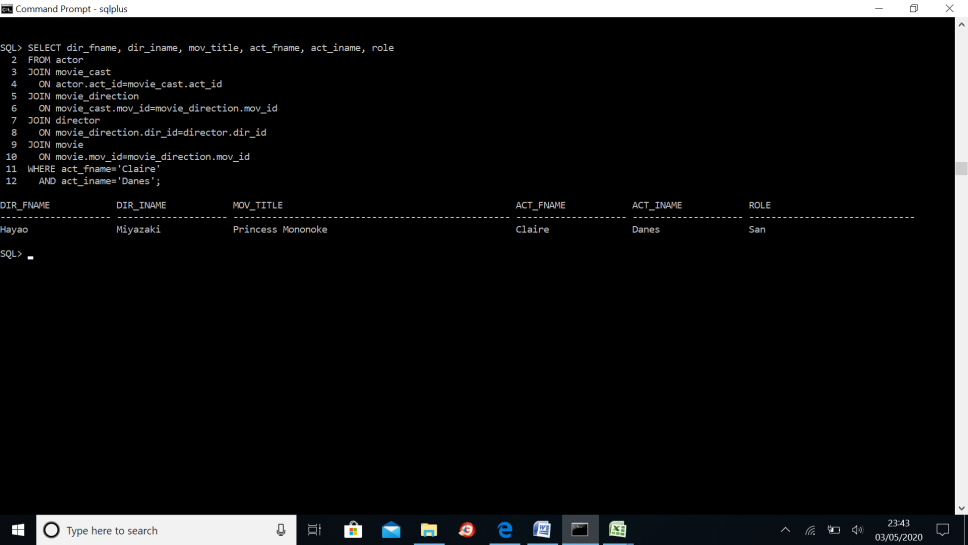 Command Prompt - sqlplus
SQL> SELECT dir_fname, dir_iname, mov_title, act_fname, act_iname, role
2 FROM actor
3 JOIN movie_cast
4 ON actor.act_id=movie_cast.act_id
5 JOIN movie_direction
6 ON movie_cast.mov_id=movie_direction.mov_id
7 JOIN director
8 ON movie_direction.dir_id=director.dir_id
9 JOIN movie
10 ON movie.mov_id=movie_direction.mov_id
11 WHERE act_fname='Claire'
12 AND act_iname='Danes';
DIR_FNAME DIR_INAME MOV_TITLE ACT_FNAME ACT_INAME ROLE
-------------------- -------------------- -------------------------------------------------- -------------------- -------------------- ------------------------------
Hayao Miyazaki Princess Mononoke Claire Danes San
SQL>
Type here to search
23:43
03/05/2020